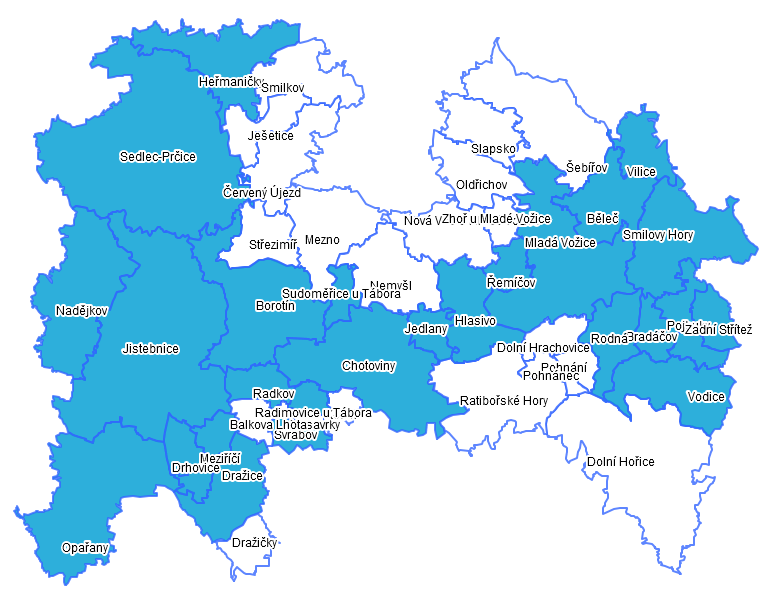 Heřmaničky
Smilkov
Ješetice
Slapsko
Sedlec-Prčice
Šebířov
Vilice
Oldřichov
Červený Újezd
Nová V
Zhoř u Mladé Vožice
Běleč
Střezimíř
Mezno
Mladá Vožice
Smilovy Hory
Řemíčov
Nemyšl
Sudoměřice u Tábora
Borotín
Nadějkov
Hlasivo
Jedlany
Zadní Střítež
Rodná
Bradáčov
Jistebnice
Dolní Hrachovice
Chotoviny
Pohnání
Pohnánec
Radkov
Vodice
Ratibořské Hory
Radimovice u Tábora
Balkova Lhota
Svrabov
Meziříčí
Drhovice
Dražice
Dolní Hořice
Dražičky
Opařany